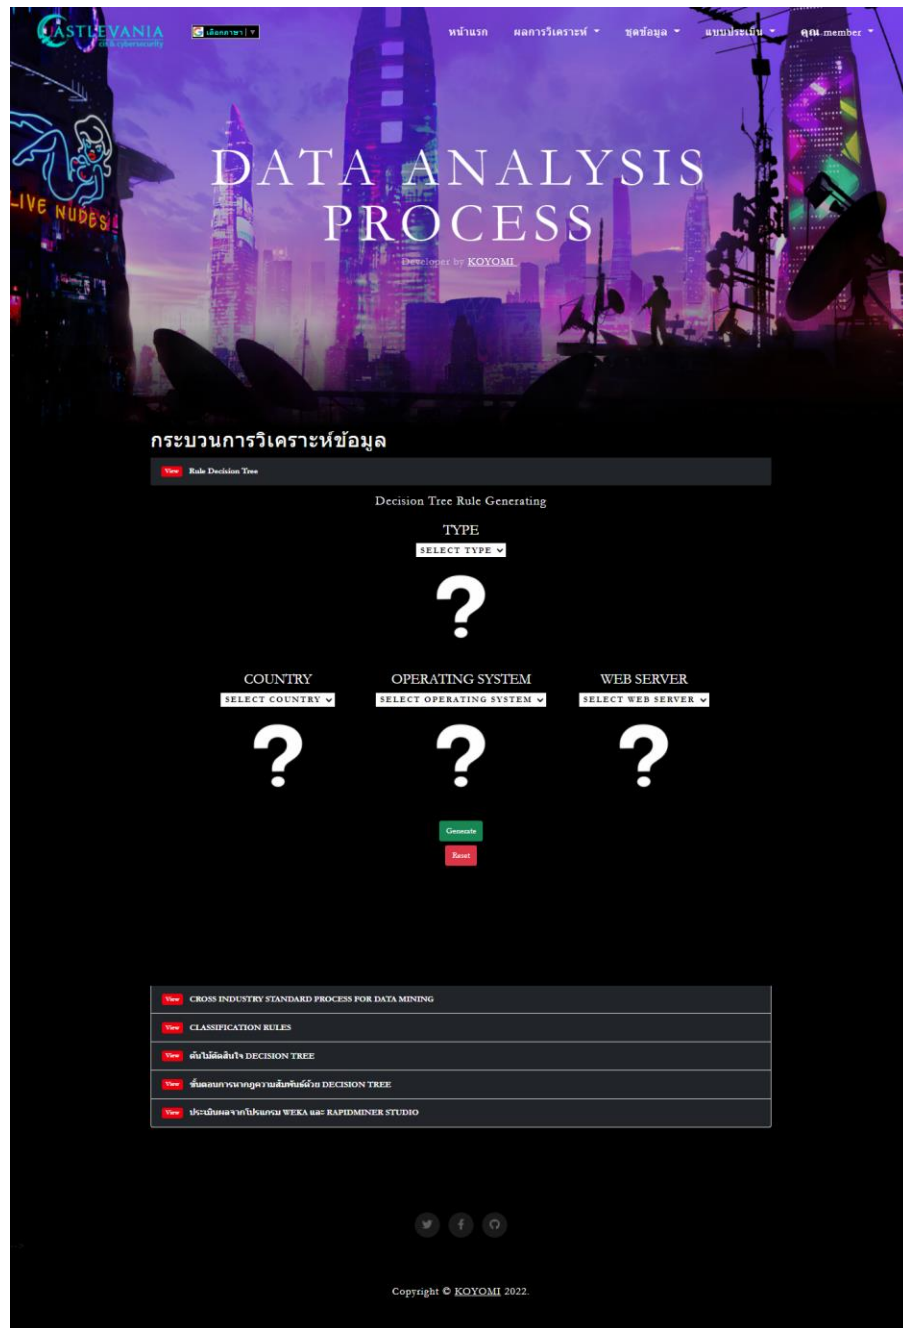 CASTLEVANIA
cti & cybersecurity
เลือกภาษา | ▼
หน้าแรก ผลการวิเคราะห์ ชุดข้อมูล แบบประเมิน คุณ member
LIVE NUDES
DATA ANALYSIS
PROCESS
Developer by KOYOMI
กระบวนการวิเคราะห์ข้อมูล
View Rule Decision Tree
Decision Tree Rule Generating
TYPE
SELECT TYPE
?
COUNTRY OPERATING SYSTEM WEB SERVER
SELECT COUNTRY SELECT OPERATING SYSTEM SELECT WEB SERVER
? ? ?
Generate
Reset
View CROSS INDUSTRY STANDARD PROCESS FOR DATA MINING
View CLASSIFICATION RULES
View ต้นไม้ตัดสินใจ DECISION TREE
View ขั้นตอนการหากฎความสัมพันธ์ด้วย DECISION TREE
View ประเมินผลจากโปรแกรม WEKA และ RAPIDMINER STUDIO
Copyright © KOYOMI 2022.